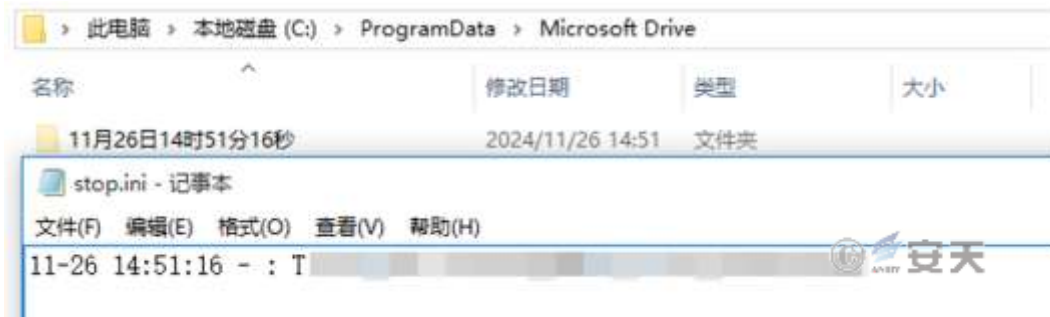 此电脑 › 本地磁盘 (C:) › ProgramData › Microsoft Drive
名称 修改日期 类型 大小
11月26日14时51分16秒 2024/11/26 14:51 文件夹
stop.ini - 记事本
文件(F) 编辑(E) 格式(O) 查看(V) 帮助(H)
11-26 14:51:16 - : T
安天